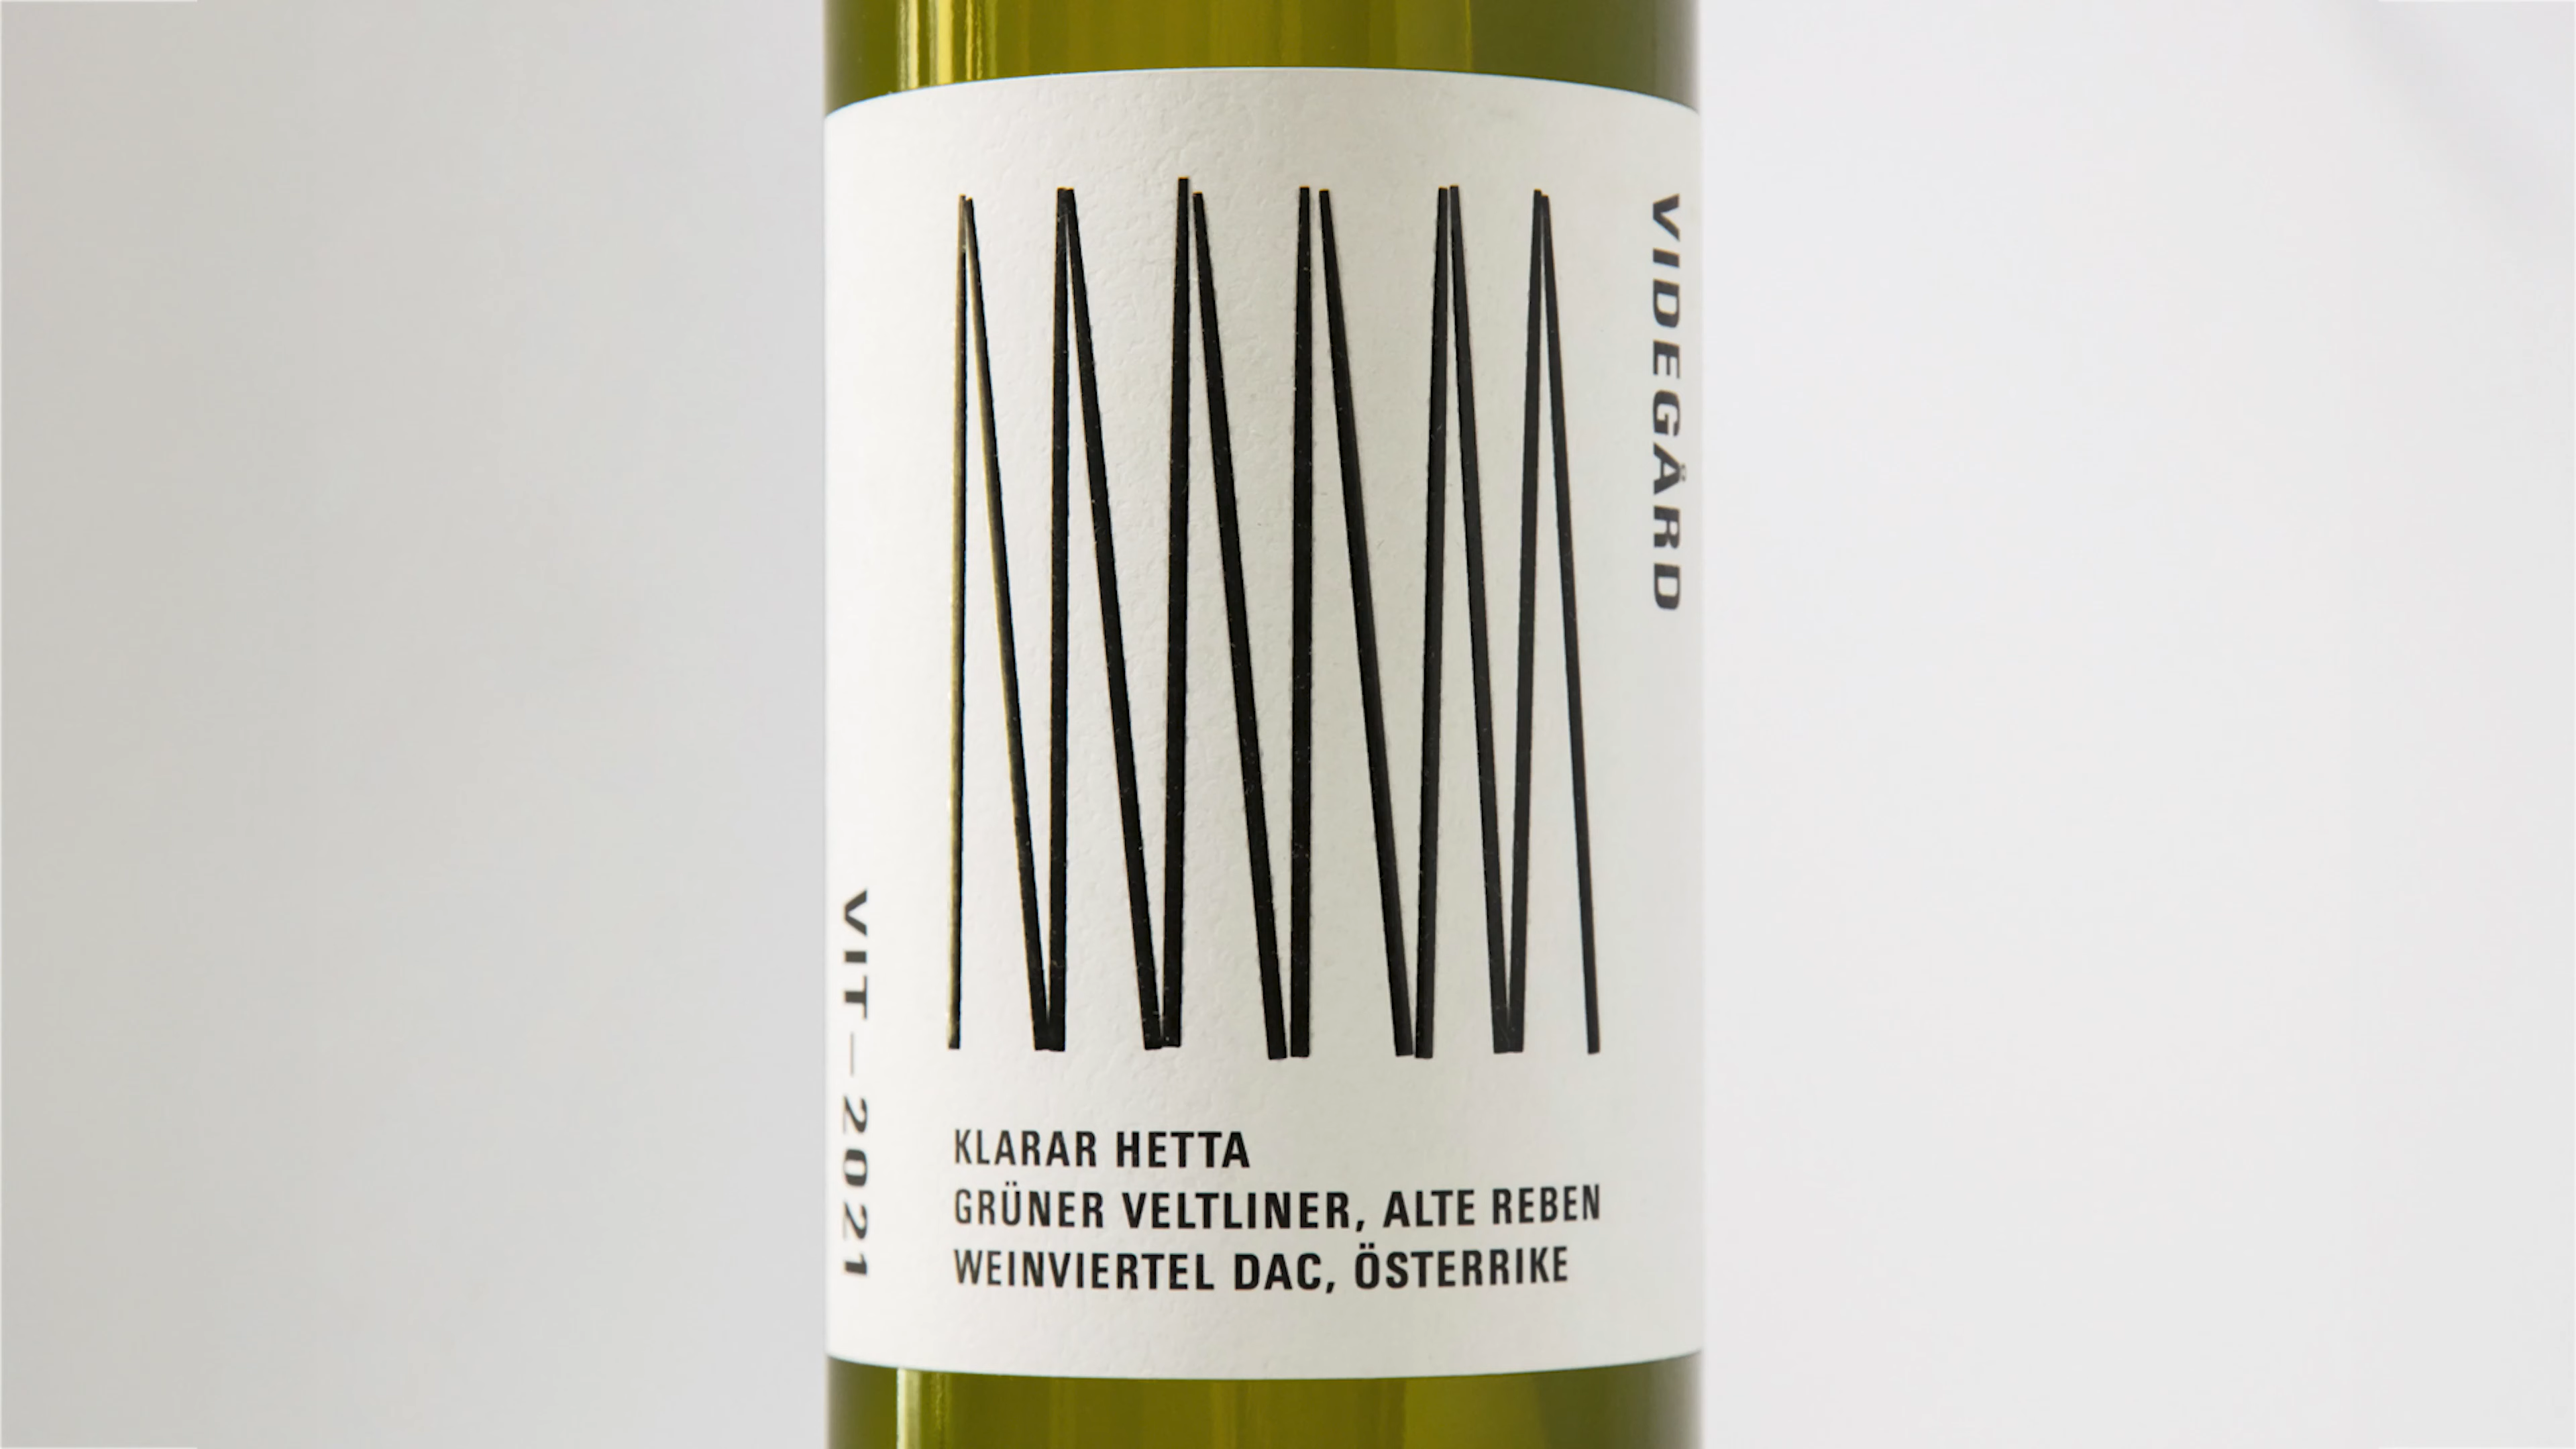 VIDEGÅRD
VIT—2021
KLARAR HETTA
GRÜNER VELTLINER, ALTE REBEN
WEINVIERTEL DAC, ÖSTERRIKE